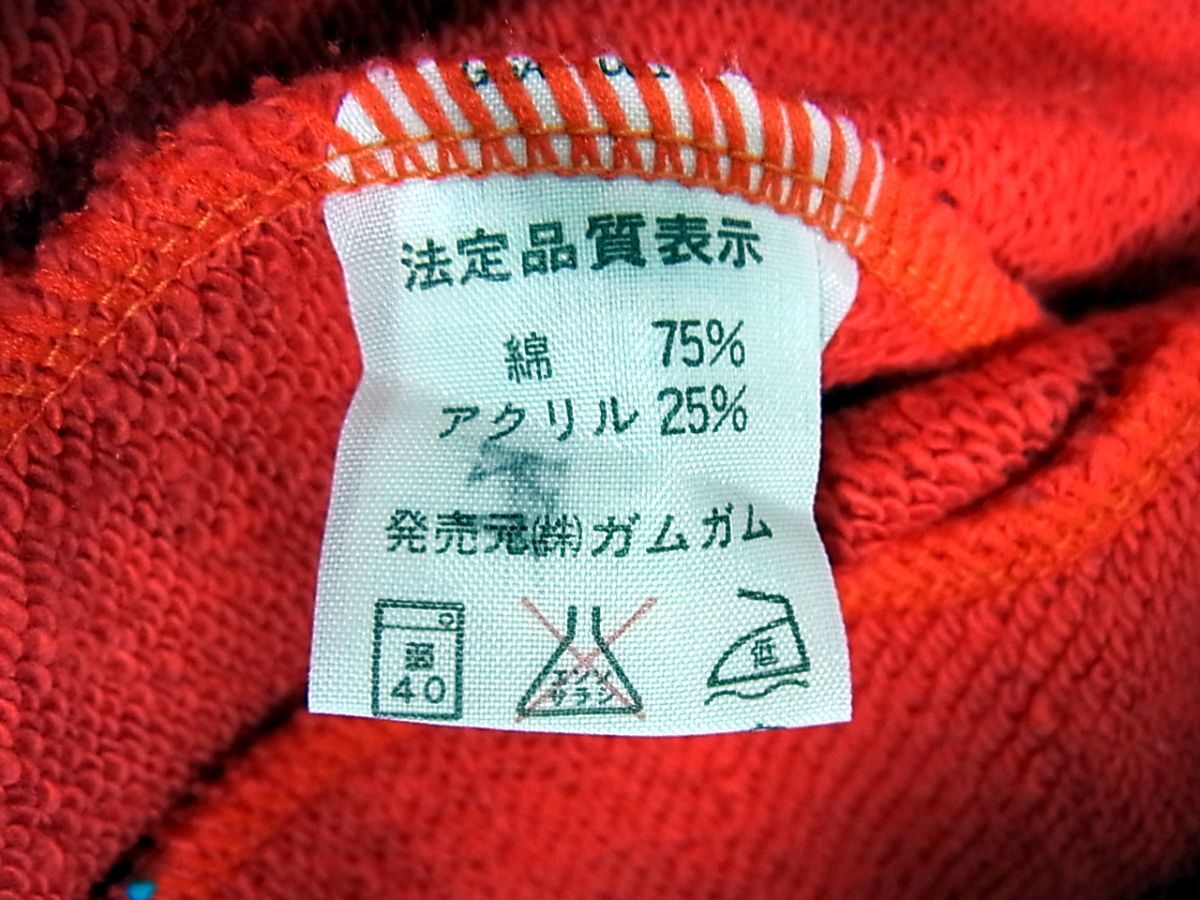 法定品質表示
綿 75%
アクリル 25%
発売元㈱ガムガム
弱
40
エンソ
サラシ
低